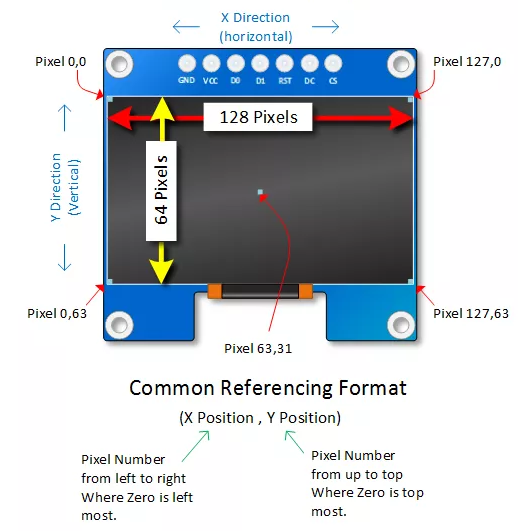 X Direction
(horizontal)
Pixel 0,0
Pixel 127,0
GND VCC D0 D1 RST DC CS
128 Pixels
64 Pixels
Y Direction
(Vertical)
Pixel 0,63
Pixel 127,63
Pixel 63,31
Common Referencing Format
(X Position , Y Position)
Pixel Number
from left to right
Where Zero is left
most.
Pixel Number
from up to top
Where Zero is top
most.